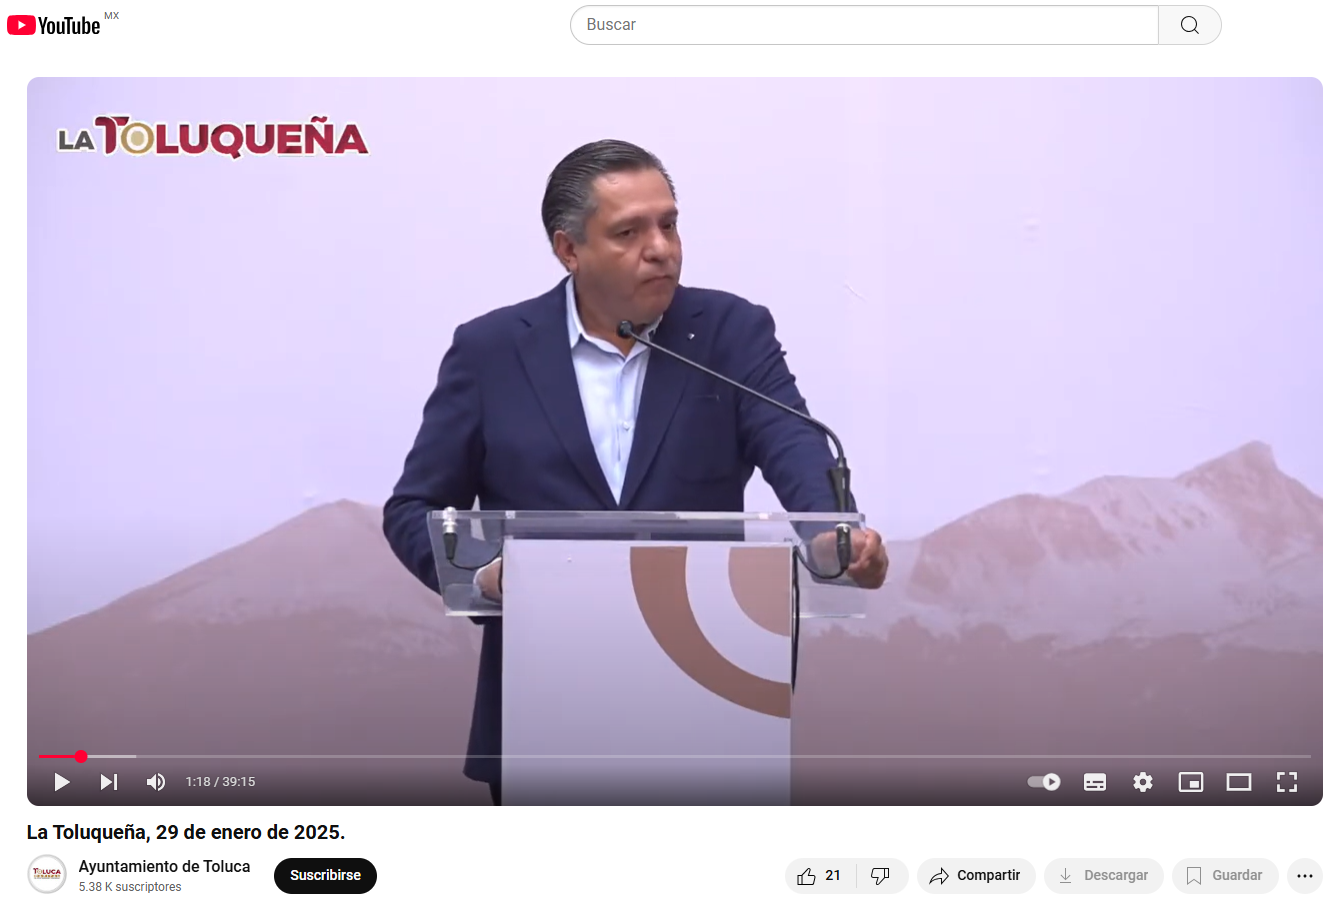 YouTube MX
Buscar
LA TOLUQUEÑA
1:18 / 39:15
La Toluqueña, 29 de enero de 2025.
TOLUCA
Ayuntamiento de Toluca
5.38 K suscriptores
Suscribirse
21
Compartir
Descargar
Guardar